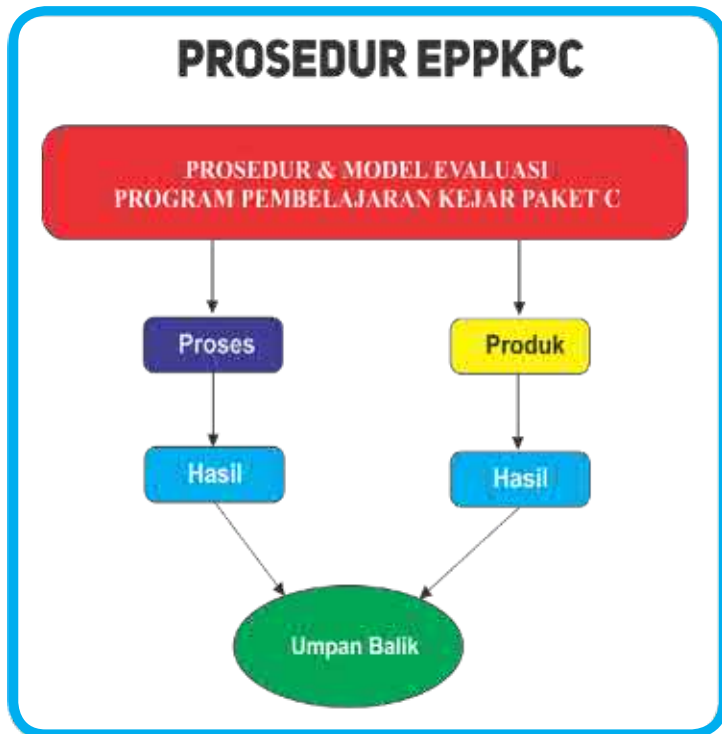 PROSEDUR EPPKPC
PROSEDUR & MODEL EVALUASI
PROGRAM PEMBELAJARAN KEJAR PAKET C
Proses
Produk
Hasil
Hasil
Umpan Balik